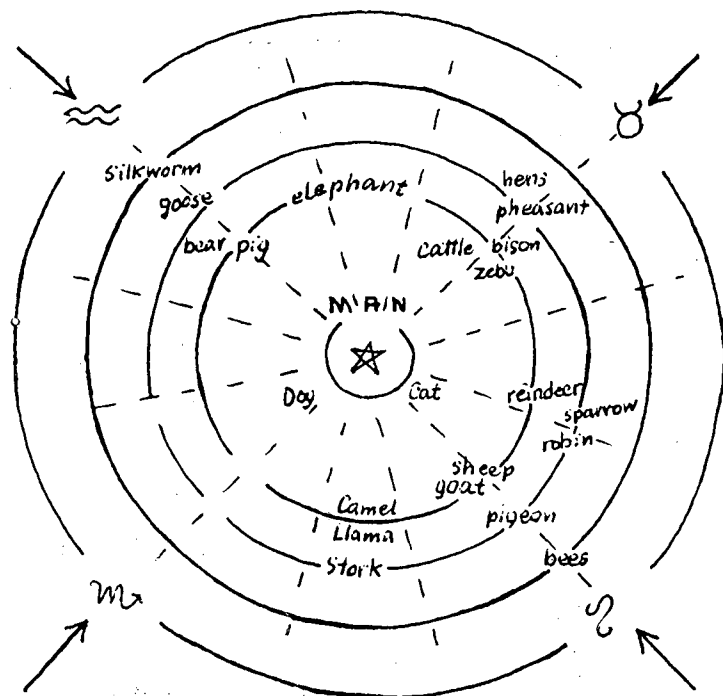 ♒
♉
silkworm
hens
goose
elephant
pheasant
bear pig
cattle bison
zebu
MAN
Dog
Cat
reindeer
sparrow
robin
sheep
goat
Camel
Llama
pigeon
Stork
bees
♏
♌